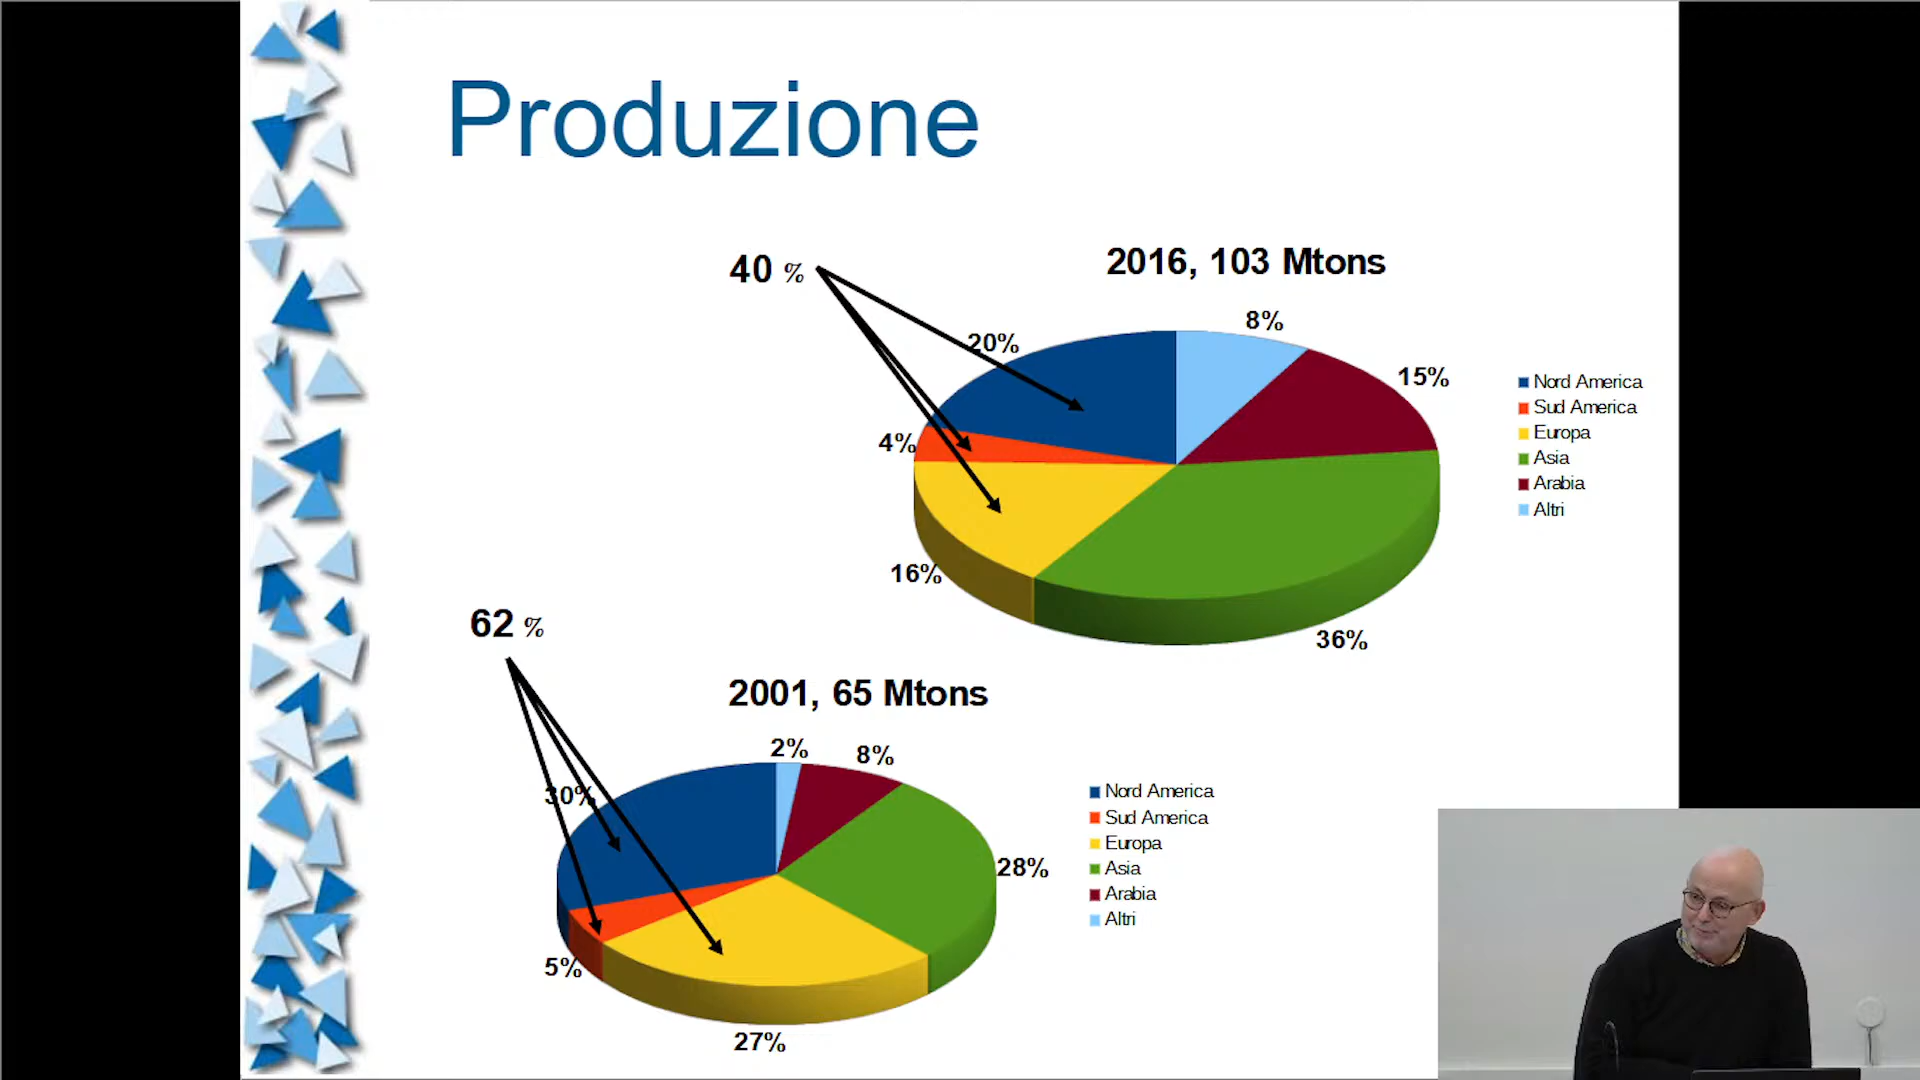 Produzione
40 %
2016, 103 Mtons
8%
20%
15%
4%
16%
36%
Nord America
Sud America
Europa
Asia
Arabia
Altri
62 %
2001, 65 Mtons
2%
8%
30%
28%
5%
27%
Nord America
Sud America
Europa
Asia
Arabia
Altri